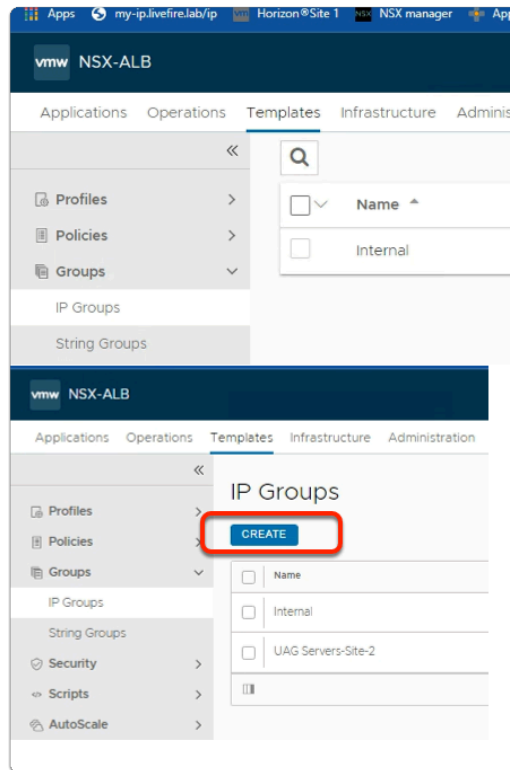 Apps my-ip.livefire.lab/ip Horizon®Site 1 NSX manager App
vmw NSX-ALB
Applications Operations Templates Infrastructure Adminis
Profiles
Name
Policies
Internal
Groups
IP Groups
String Groups
vmw NSX-ALB
Applications Operations Templates Infrastructure Administration
IP Groups
Profiles
CREATE
Policies
Groups
Name
IP Groups
Internal
String Groups
UAG Servers-Site-2
Security
Scripts
AutoScale